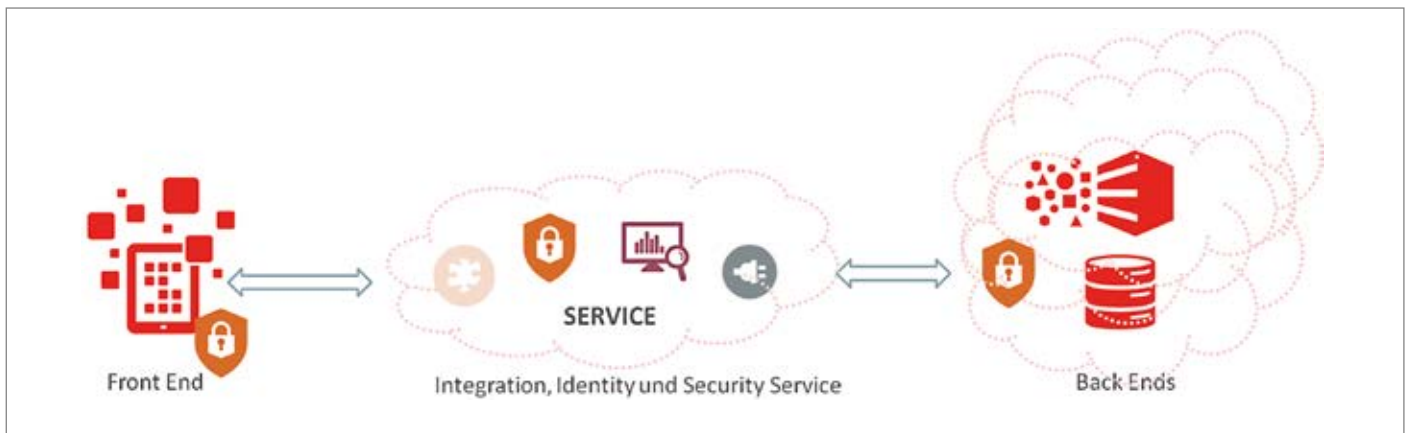 SERVICE
Front End
Integration, Identity und Security Service
Back Ends